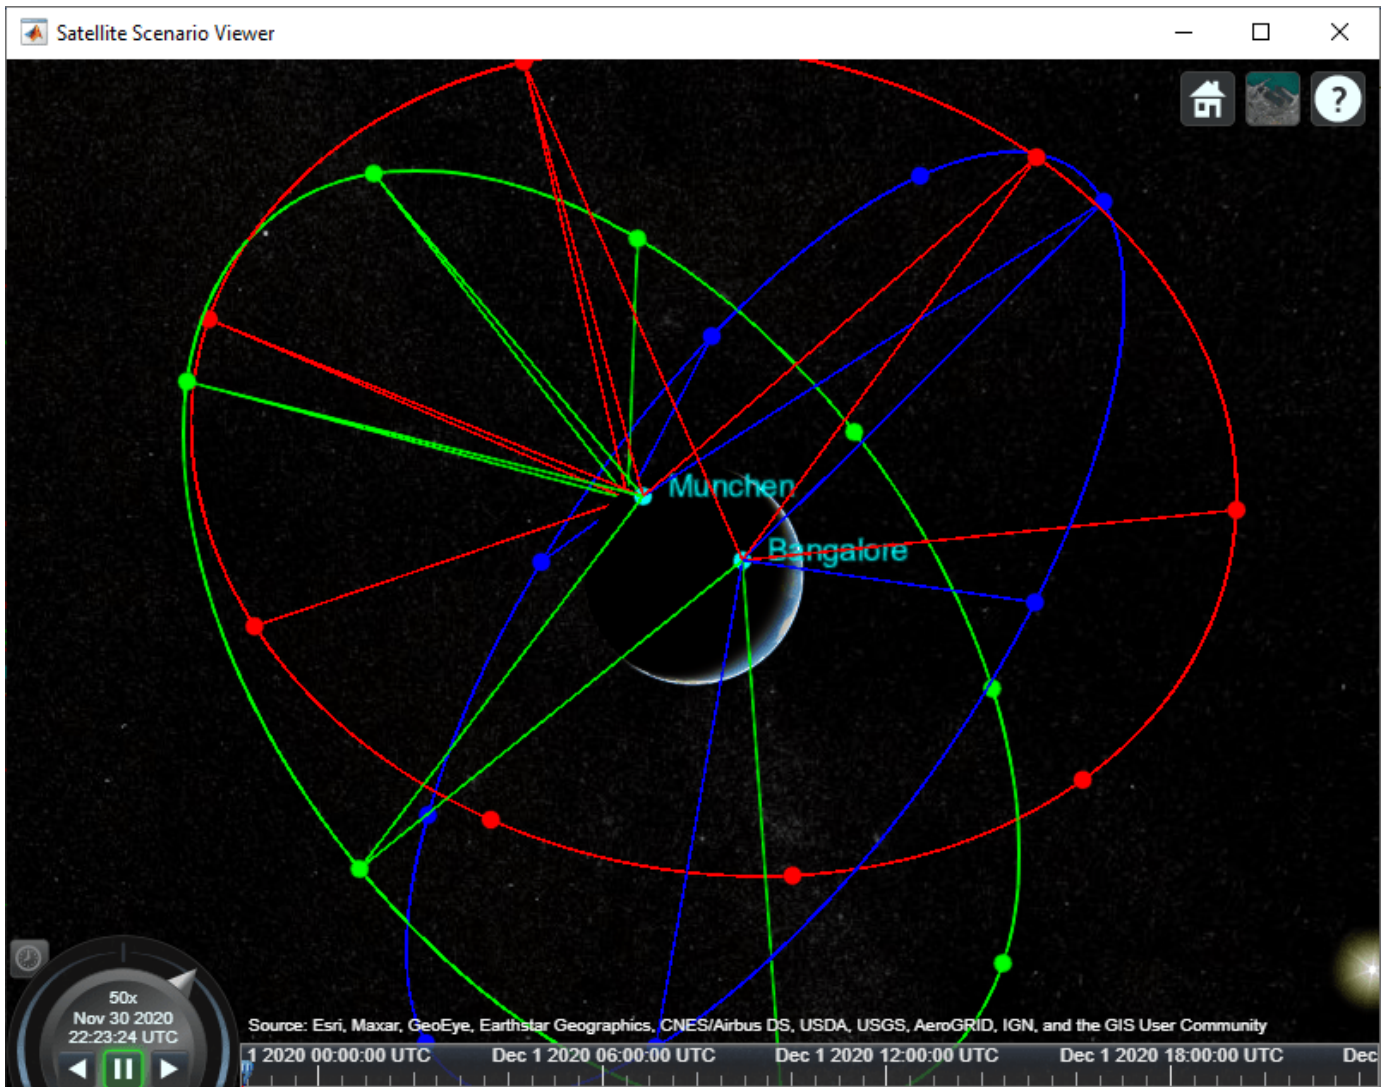 Satellite Scenario Viewer
?
Munchen
Bangalore
50x
Nov 30 2020
22:23:24 UTC
Source: Esri, Maxar, GeoEye, Earthstar Geographics, CNES/Airbus DS, USDA, USGS, AeroGRID, IGN, and the GIS User Community
1 2020 00:00:00 UTC Dec 1 2020 06:00:00 UTC Dec 1 2020 12:00:00 UTC Dec 1 2020 18:00:00 UTC Dec